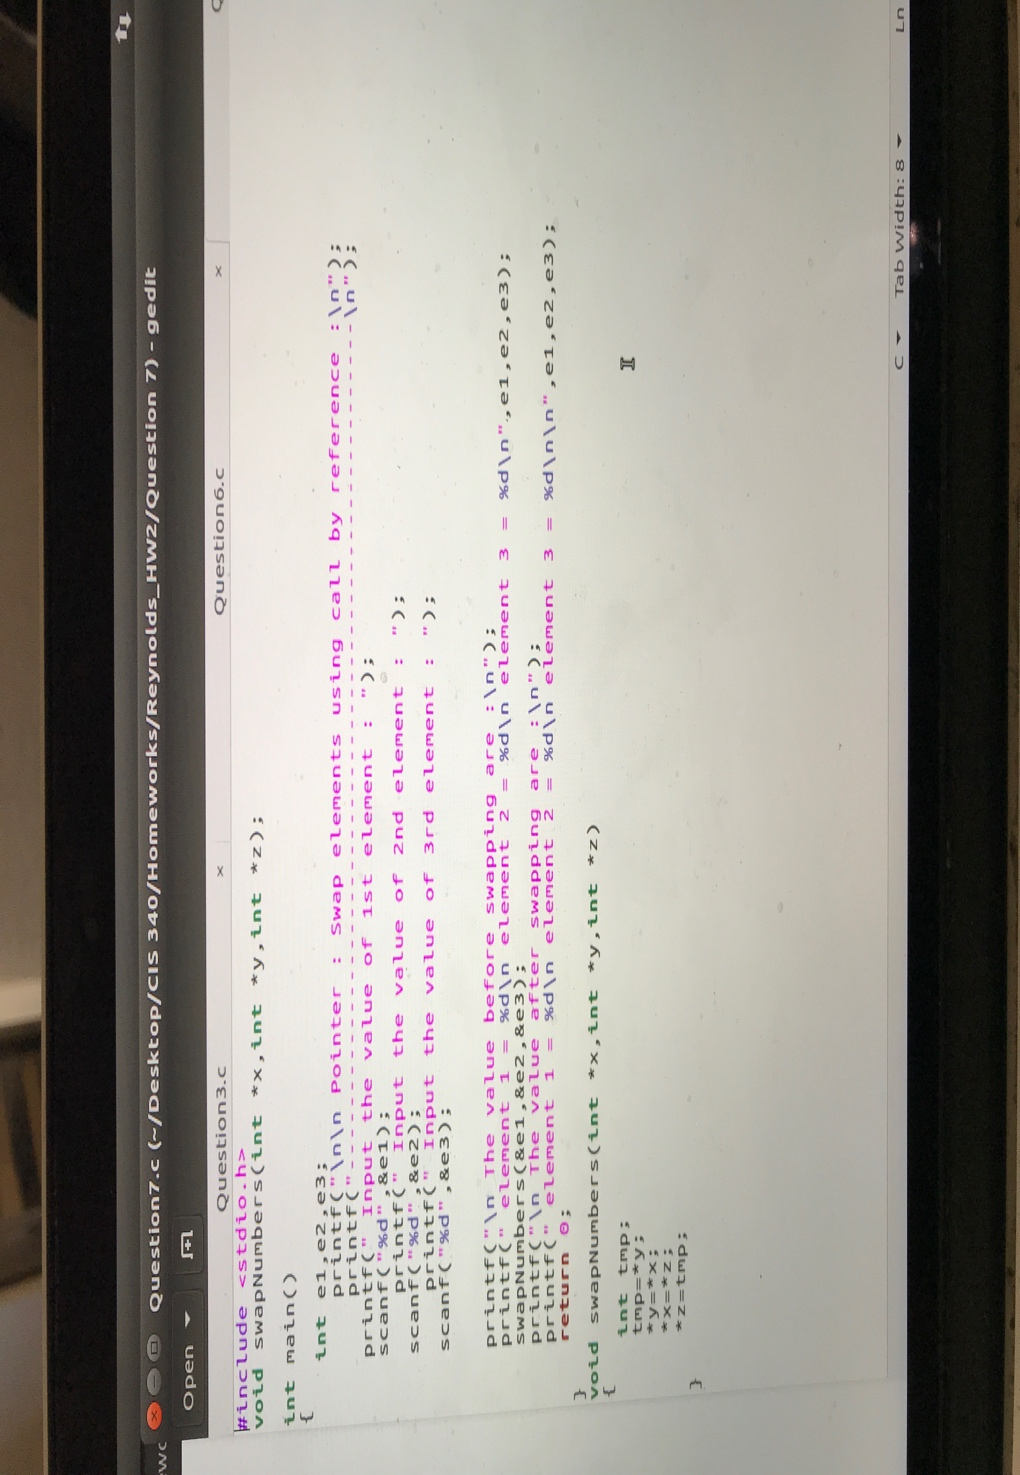 Question7.c (~/Desktop/CIS 340/Homeworks/Reynolds_HW2/Question 7) - gedit
Open
Question3.c × Question6.c ×
#include <stdio.h>
void swapNumbers(int *x,int *y,int *z);
int main()
{
int e1,e2,e3;
printf("\n\n Pointer : Swap elements using call by reference :\n");
printf("------------------------------------------------\n");
printf(" Input the value of 1st element : ");
scanf("%d",&e1);
printf(" Input the value of 2nd element : ");
scanf("%d",&e2);
printf(" Input the value of 3rd element : ");
scanf("%d",&e3);
printf("\n The value before swapping are :\n");
printf(" element 1 = %d\n element 2 = %d\n element 3 = %d\n",e1,e2,e3);
swapNumbers(&e1,&e2,&e3);
printf("\n The value after swapping are :\n");
printf(" element 1 = %d\n element 2 = %d\n element 3 = %d\n\n",e1,e2,e3);
return 0;
}
void swapNumbers(int *x,int *y,int *z)
{
int tmp;
tmp=*y;
*y=*x;
*x=*z;
*z=tmp;
}
C Tab Width: 8 Ln